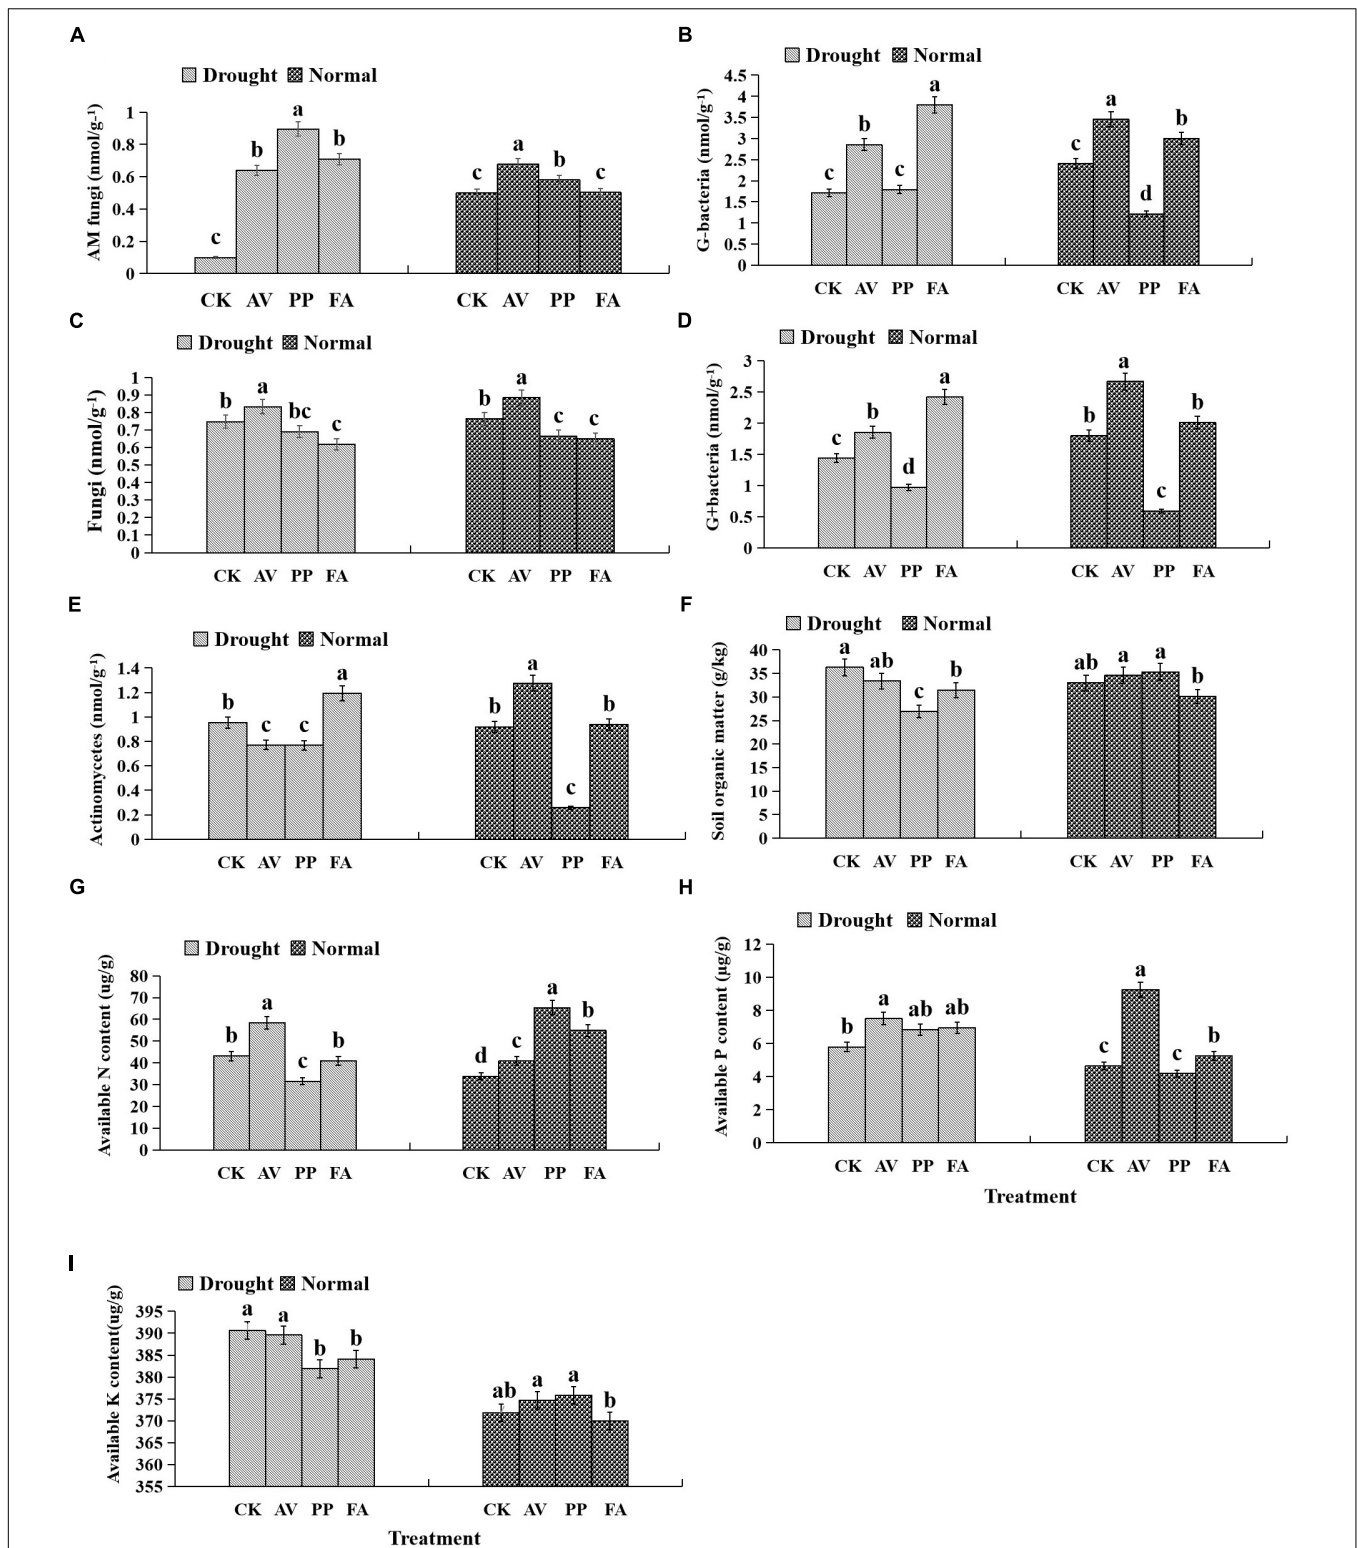 A
Drought Normal
AM fungi (nmol/g-1)
1
0.8
0.6
0.4
0.2
0
c b a b c a b c
CK AV PP FA CK AV PP FA
B
Drought Normal
G-bacteria (nmol/g-1)
4.5
4
3.5
3
2.5
2
1.5
1
0.5
0
c b c a c a d b
CK AV PP FA CK AV PP FA
C
Drought Normal
Fungi (nmol/g-1)
1
0.9
0.8
0.7
0.6
0.5
0.4
0.3
0.2
0.1
0
b a bc c b a c c
CK AV PP FA CK AV PP FA
D
Drought Normal
G+bacteria (nmol/g-1)
3
2.5
2
1.5
1
0.5
0
c b d a b a c b
CK AV PP FA CK AV PP FA
E
Drought Normal
Actinomycetes (nmol/g-1)
1.4
1.2
1
0.8
0.6
0.4
0.2
0
b c c a b a c b
CK AV PP FA CK AV PP FA
F
Drought Normal
Soil organic matter (g/kg)
40
35
30
25
20
15
10
5
0
a ab c b ab a a b
CK AV PP FA CK AV PP FA
G
Drought Normal
Available N content (ug/g)
80
70
60
50
40
30
20
10
0
b a c b d c a b
CK AV PP FA CK AV PP FA
H
Drought Normal
Available P content (μg/g)
12
10
8
6
4
2
0
b a ab ab c a c b
CK AV PP FA CK AV PP FA
Treatment
I
Drought Normal
Available K content(ug/g)
395
390
385
380
375
370
365
360
355
a a b b ab a a b
CK AV PP FA CK AV PP FA
Treatment